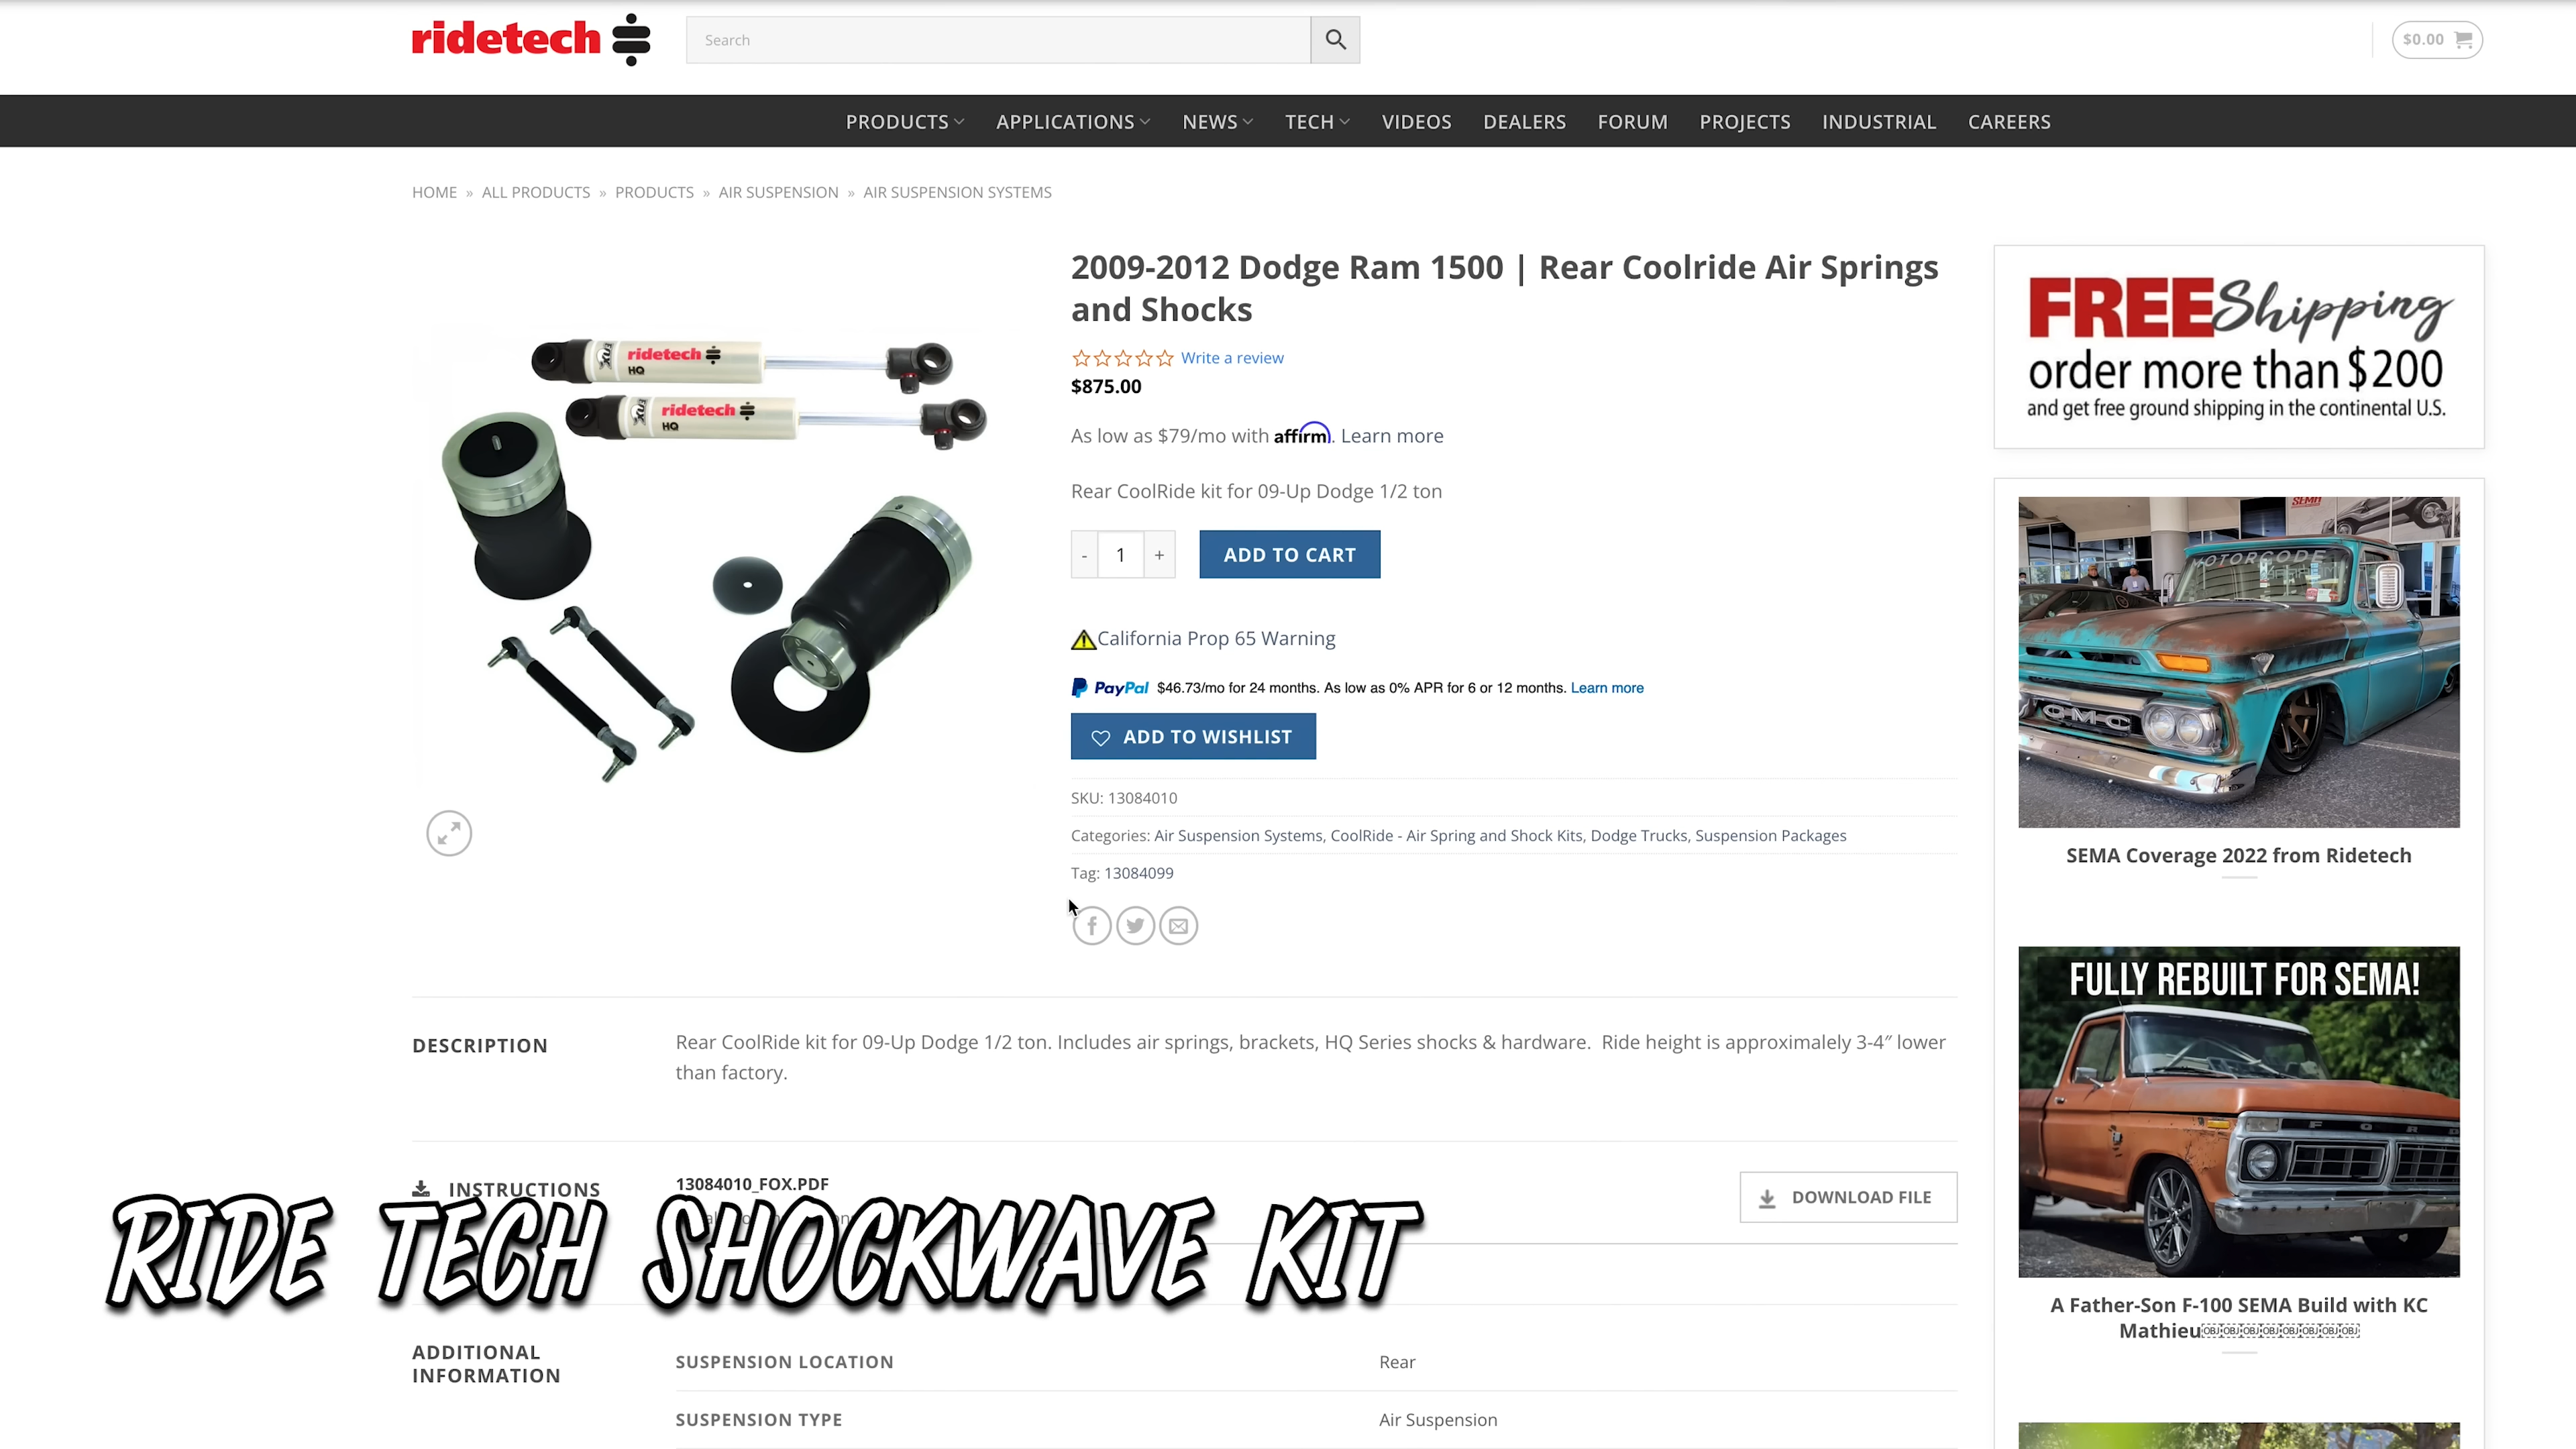 ridetech
Search
$0.00
PRODUCTS APPLICATIONS NEWS TECH VIDEOS DEALERS FORUM PROJECTS INDUSTRIAL CAREERS
HOME » ALL PRODUCTS » PRODUCTS » AIR SUSPENSION » AIR SUSPENSION SYSTEMS
ridetech
HQ
ridetech
HQ
2009-2012 Dodge Ram 1500 | Rear Coolride Air Springs
and Shocks
Write a review
$875.00
As low as $79/mo with affirm. Learn more
Rear CoolRide kit for 09-Up Dodge 1/2 ton
- 1 + ADD TO CART
California Prop 65 Warning
PayPal $46.73/mo for 24 months. As low as 0% APR for 6 or 12 months. Learn more
ADD TO WISHLIST
SKU: 13084010
Categories: Air Suspension Systems, CoolRide - Air Spring and Shock Kits, Dodge Trucks, Suspension Packages
Tag: 13084099
DESCRIPTION
Rear CoolRide kit for 09-Up Dodge 1/2 ton. Includes air springs, brackets, HQ Series shocks & hardware. Ride height is approximalely 3-4″ lower
than factory.
INSTRUCTIONS
13084010_FOX.PDF
DOWNLOAD FILE
RIDE TECH SHOCKWAVE KIT
ADDITIONAL
INFORMATION
SUSPENSION LOCATION Rear
SUSPENSION TYPE Air Suspension
FREE Shipping
order more than $200
and get free ground shipping in the continental U.S.
SEMA
MOTORCODE
GMC
SEMA Coverage 2022 from Ridetech
FULLY REBUILT FOR SEMA!
FORD
A Father-Son F-100 SEMA Build with KC
Mathieu